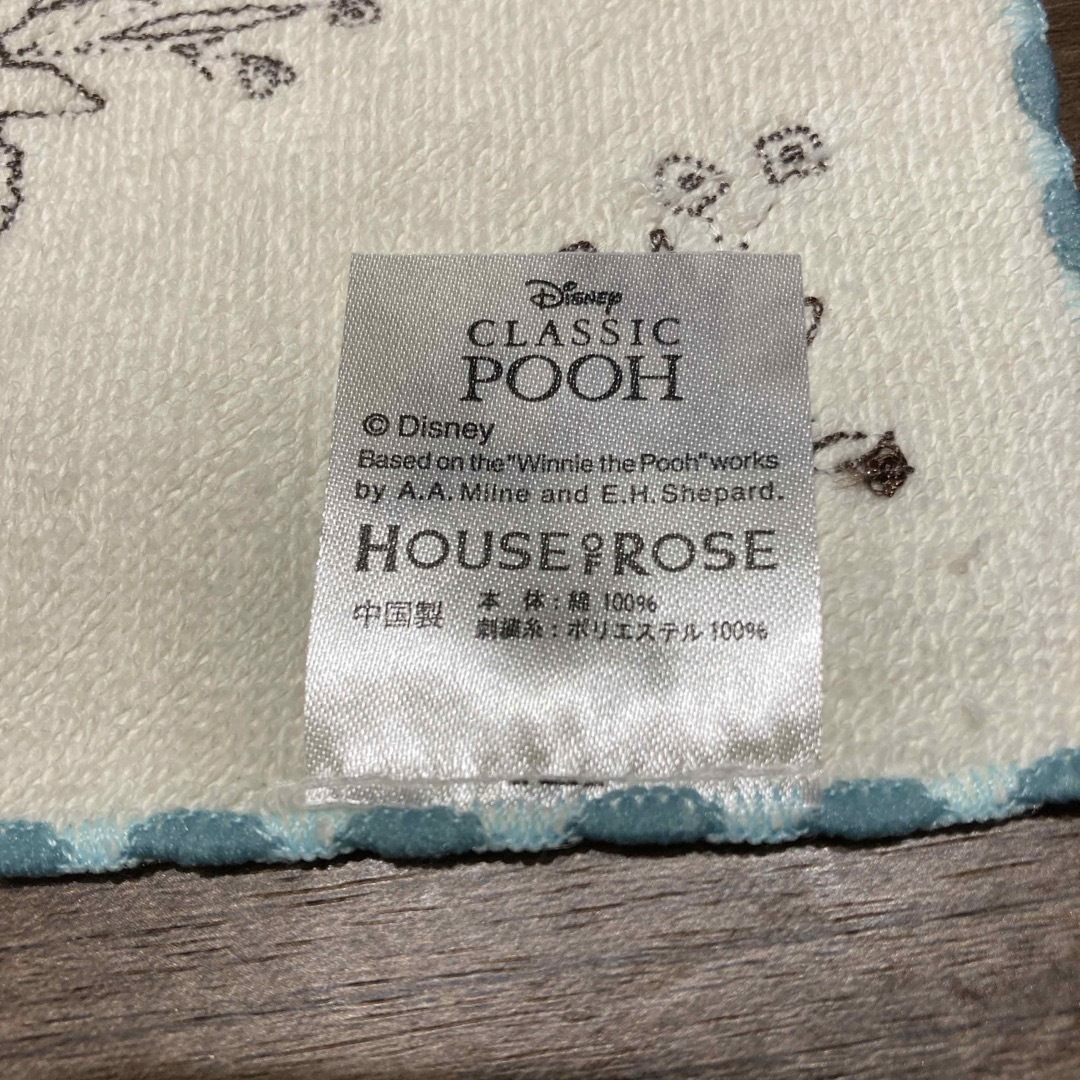 Disney
CLASSIC
POOH
© Disney
Based on the "Winnie the Pooh" works
by A.A. Milne and E.H. Shepard.
HOUSE OF ROSE
中国製
本 体:綿 100%
刺繍糸:ポリエステル 100%